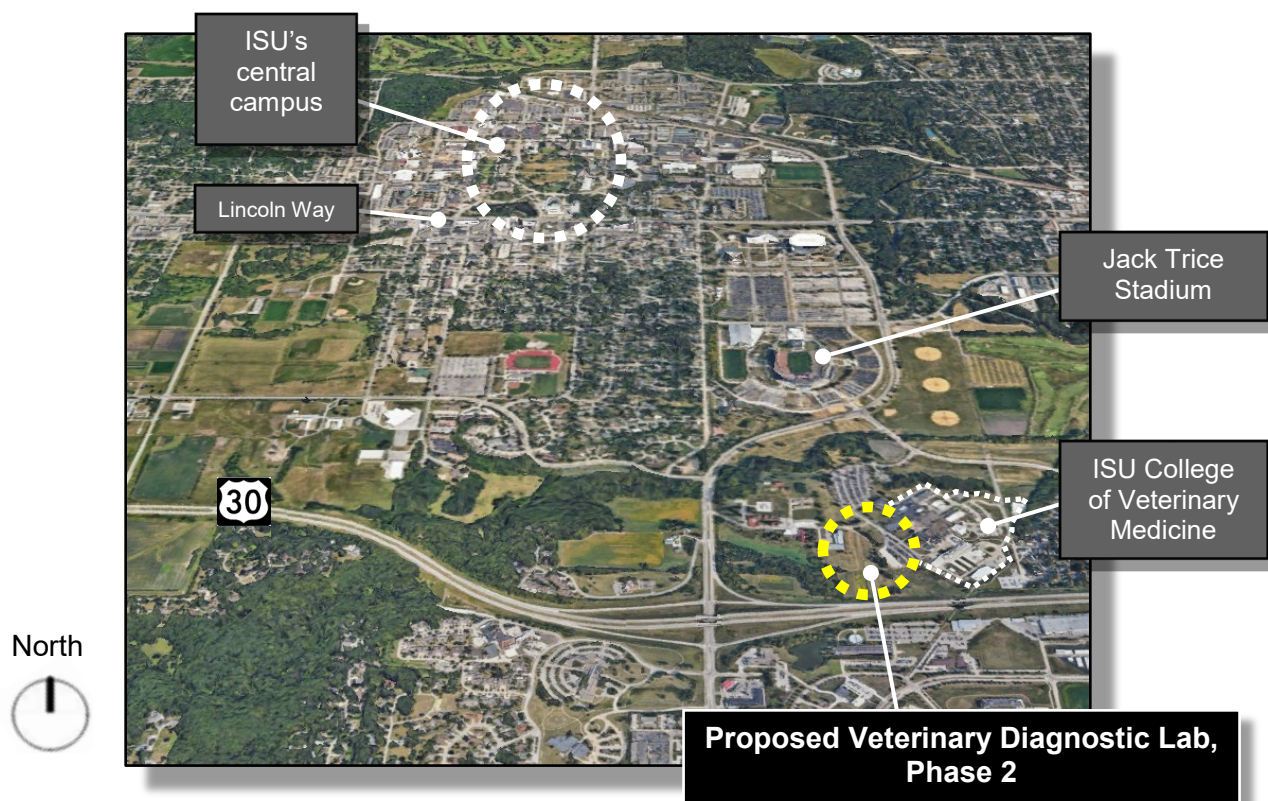 ISU's
central
campus
Lincoln Way
Jack Trice
Stadium
ISU College
of Veterinary
Medicine
30
North
Proposed Veterinary Diagnostic Lab,
Phase 2